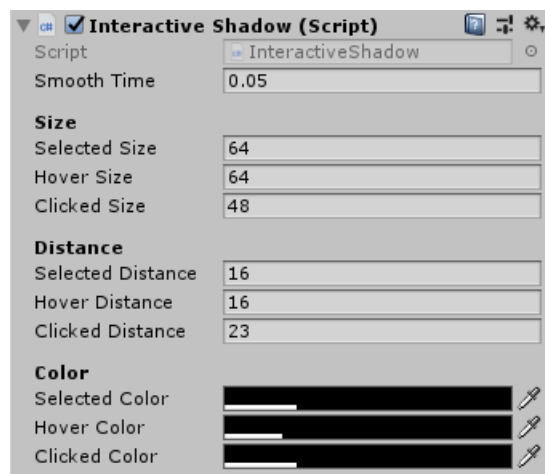 c# Interactive Shadow (Script)
Script InteractiveShadow
Smooth Time 0.05
Size
Selected Size 64
Hover Size 64
Clicked Size 48
Distance
Selected Distance 16
Hover Distance 16
Clicked Distance 23
Color
Selected Color
Hover Color
Clicked Color